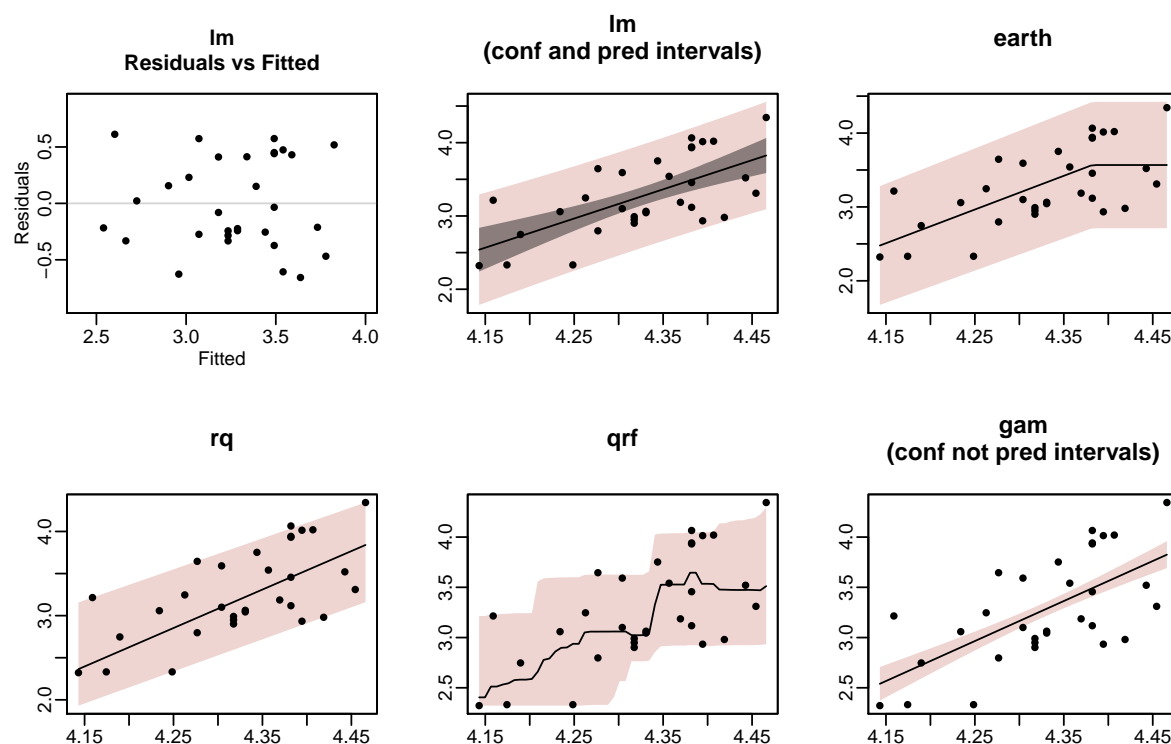 lm
Residuals vs Fitted
Residuals
−0.5 0.0 0.5
2.5 3.0 3.5 4.0
Fitted
lm
(conf and pred intervals)
2.0 3.0 4.0
4.15 4.25 4.35 4.45
earth
2.0 3.0 4.0
4.15 4.25 4.35 4.45
rq
2.0 3.0 4.0
4.15 4.25 4.35 4.45
qrf
2.5 3.0 3.5 4.0
4.15 4.25 4.35 4.45
gam
(conf not pred intervals)
2.5 3.0 3.5 4.0
4.15 4.25 4.35 4.45